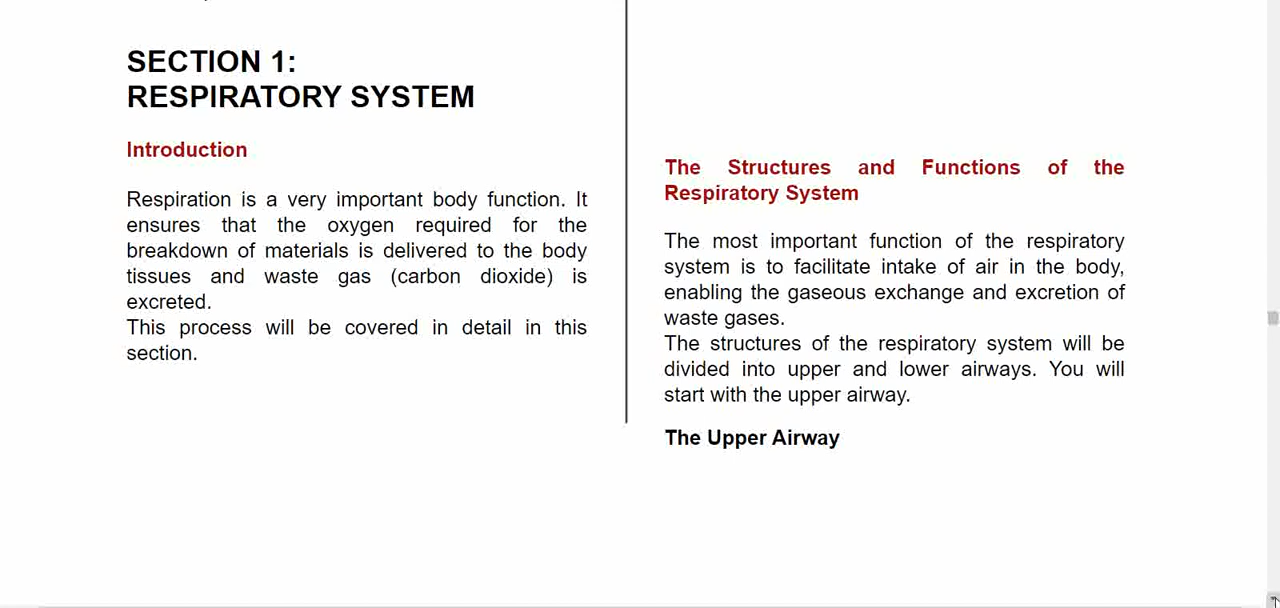 SECTION 1:
RESPIRATORY SYSTEM
Introduction
Respiration is a very important body function. It
ensures that the oxygen required for the
breakdown of materials is delivered to the body
tissues and waste gas (carbon dioxide) is
excreted.
This process will be covered in detail in this
section.
The Structures and Functions of the
Respiratory System
The most important function of the respiratory
system is to facilitate intake of air in the body,
enabling the gaseous exchange and excretion of
waste gases.
The structures of the respiratory system will be
divided into upper and lower airways. You will
start with the upper airway.
The Upper Airway